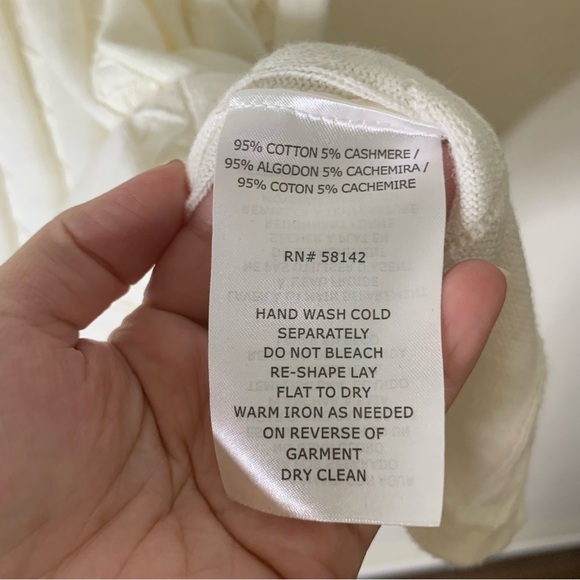 95% COTTON 5% CASHMERE /
95% ALGODON 5% CACHEMIRA /
95% COTON 5% CACHEMIRE
RN# 58142
HAND WASH COLD
SEPARATELY
DO NOT BLEACH
RE-SHAPE LAY
FLAT TO DRY
WARM IRON AS NEEDED
ON REVERSE OF
GARMENT
DRY CLEAN